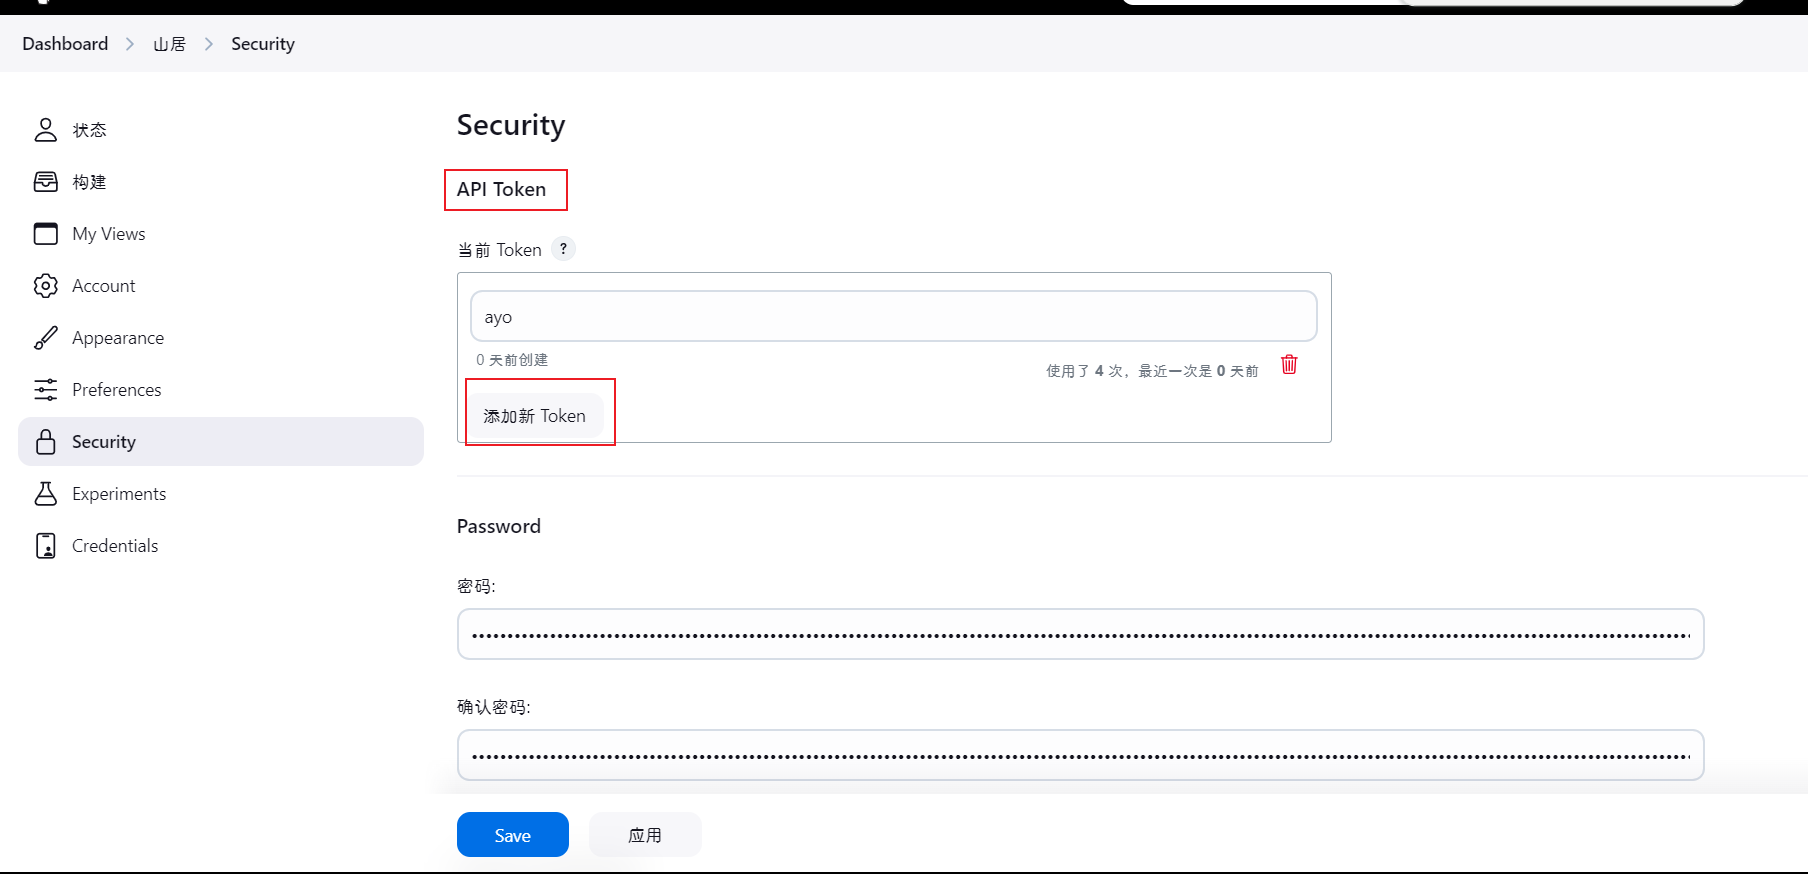 Dashboard > 山居 > Security
状态
构建
My Views
Account
Appearance
Preferences
Security
Experiments
Credentials
Security
API Token
当前 Token ?
ayo
0 天前创建
使用了 4 次，最近一次是 0 天前
添加新 Token
Password
密码:
确认密码:
Save
应用